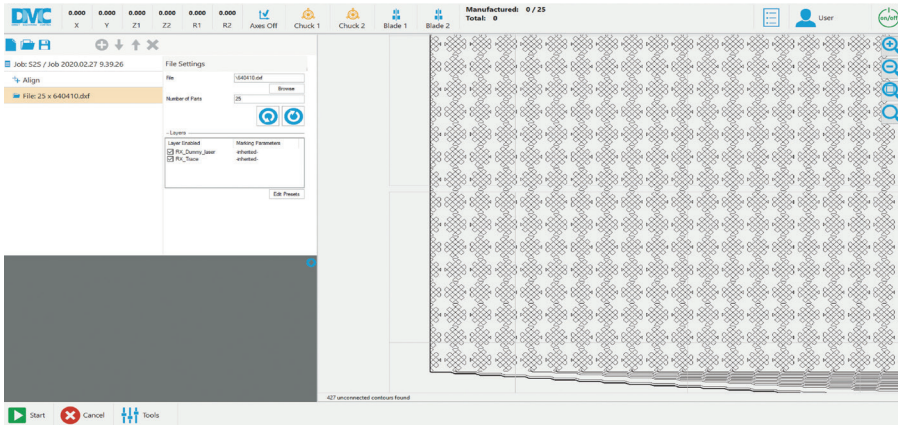 DMC
DIRECT MACHINING CONTROL
0.000 0.000 0.000 0.000 0.000 0.000
X Y Z1 Z2 R1 R2 Axes Off Chuck 1 Chuck 2 Blade 1 Blade 2
Manufactured: 0 / 25
Total: 0
User
on/off
Job: S2S / Job 2020.02.27 9.39.26
Align
File: 25 x 640410.dxf
File Settings
File \640410.dxf
Browse
Number of Parts 25
Layers
Layer Enabled Marking Parameters
RX_Dummy_laser -inherited-
RX_Trace -inherited-
Edit Presets
427 unconnected contours found
Start Cancel Tools